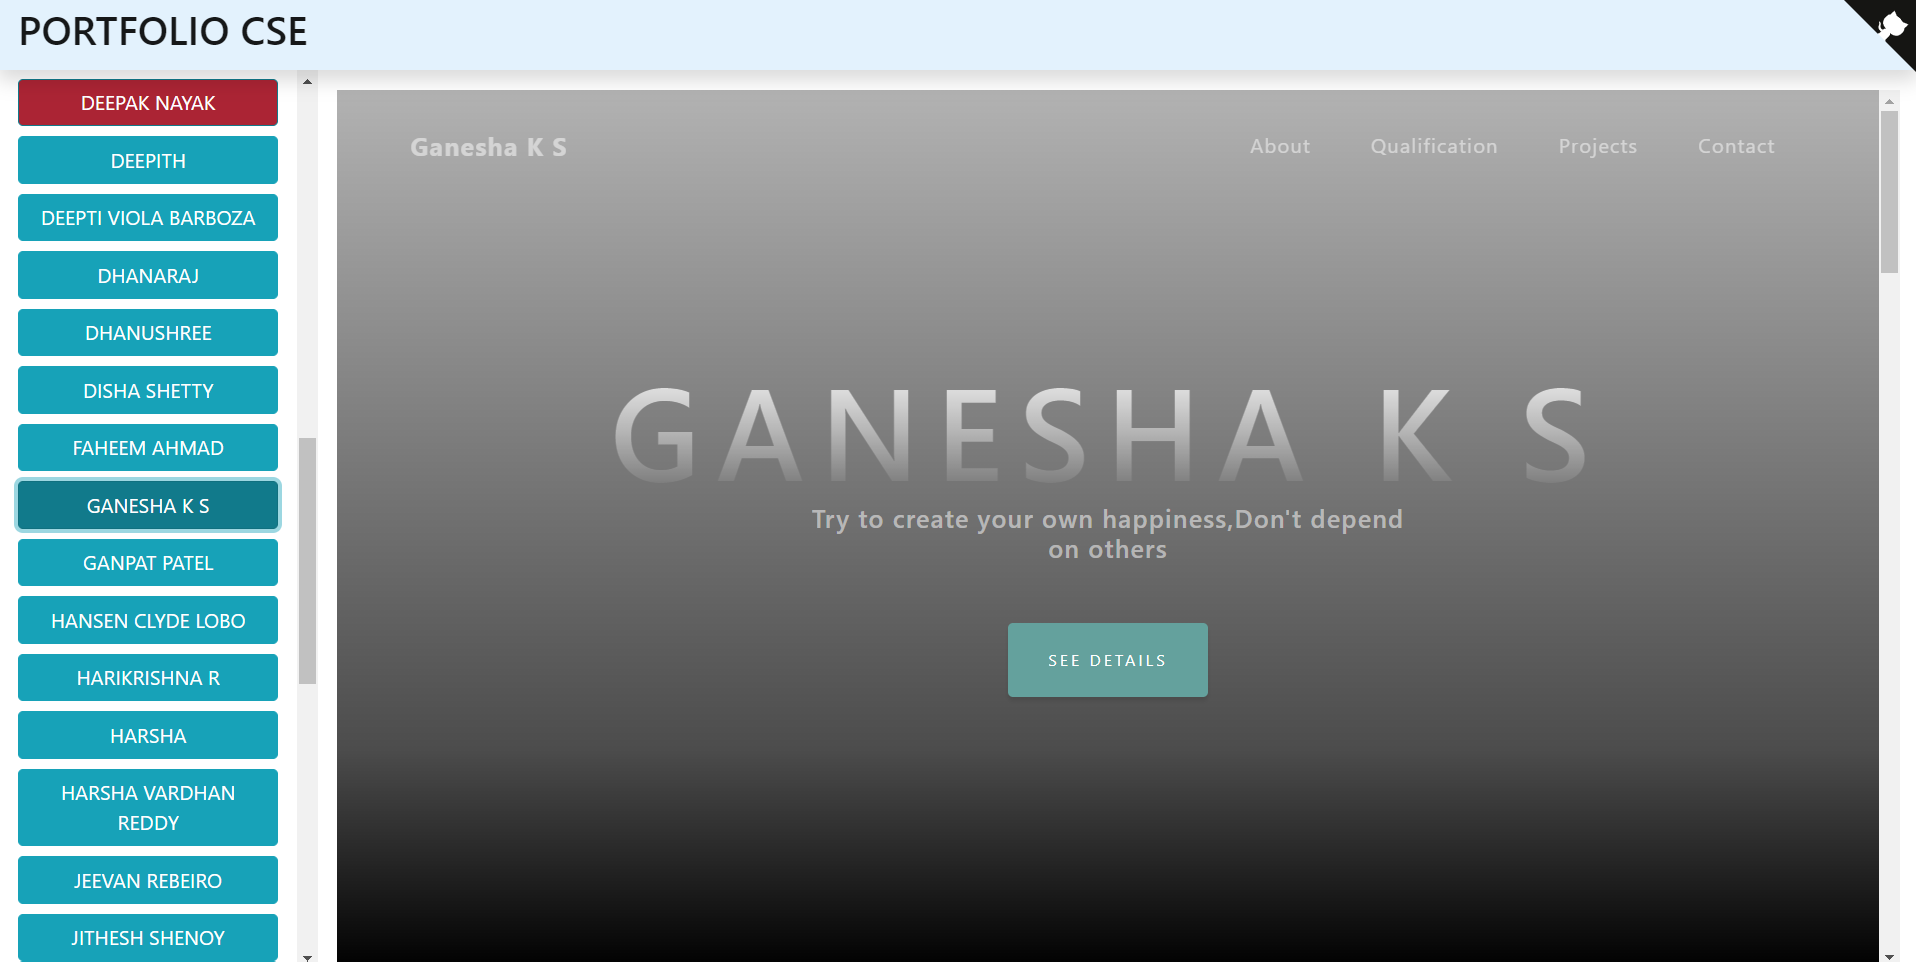 PORTFOLIO CSE
DEEPAK NAYAK
DEEPITH
DEEPTI VIOLA BARBOZA
DHANARAJ
DHANUSHREE
DISHA SHETTY
FAHEEM AHMAD
GANESHA K S
GANPAT PATEL
HANSEN CLYDE LOBO
HARIKRISHNA R
HARSHA
HARSHA VARDHAN
REDDY
JEEVAN REBEIRO
JITHESH SHENOY
Ganesha K S
About Qualification Projects Contact
GANESHA K S
Try to create your own happiness,Don't depend
on others
SEE DETAILS